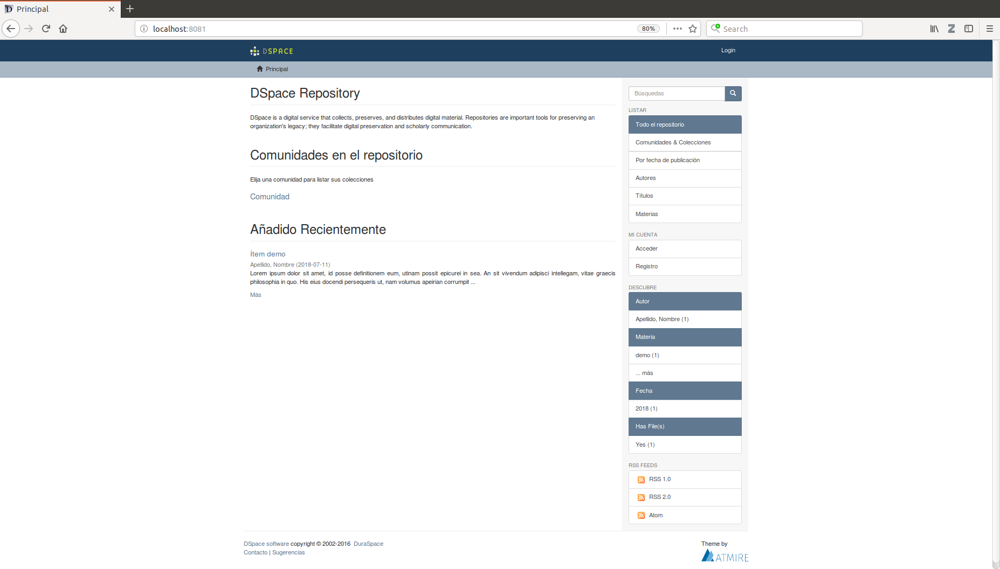 Principal
localhost:8081
80%
Search
DSPACE
Login
Principal
DSpace Repository
DSpace is a digital service that collects, preserves, and distributes digital material. Repositories are important tools for preserving an
organization's legacy; they facilitate digital preservation and scholarly communication.
Comunidades en el repositorio
Elija una comunidad para listar sus colecciones
Comunidad
Añadido Recientemente
Ítem demo
Apellido, Nombre (2018-07-11)
Lorem ipsum dolor sit amet, id posse definitionem eum, utinam possit epicurei in sea. An sit vivendum adipisci intellegam, vitae graecis
philosophia in quo. His eius docendi persequeris ut, nam volumus apeirian corrumpit ...
Más
Búsquedas
LISTAR
Todo el repositorio
Comunidades & Colecciones
Por fecha de publicación
Autores
Títulos
Materias
MI CUENTA
Acceder
Registro
DESCUBRE
Autor
Apellido, Nombre (1)
Materia
demo (1)
... más
Fecha
2018 (1)
Has File(s)
Yes (1)
RSS FEEDS
RSS 1.0
RSS 2.0
Atom
DSpace software copyright © 2002-2016 DuraSpace
Contacto | Sugerencias
Theme by
ATMIRE